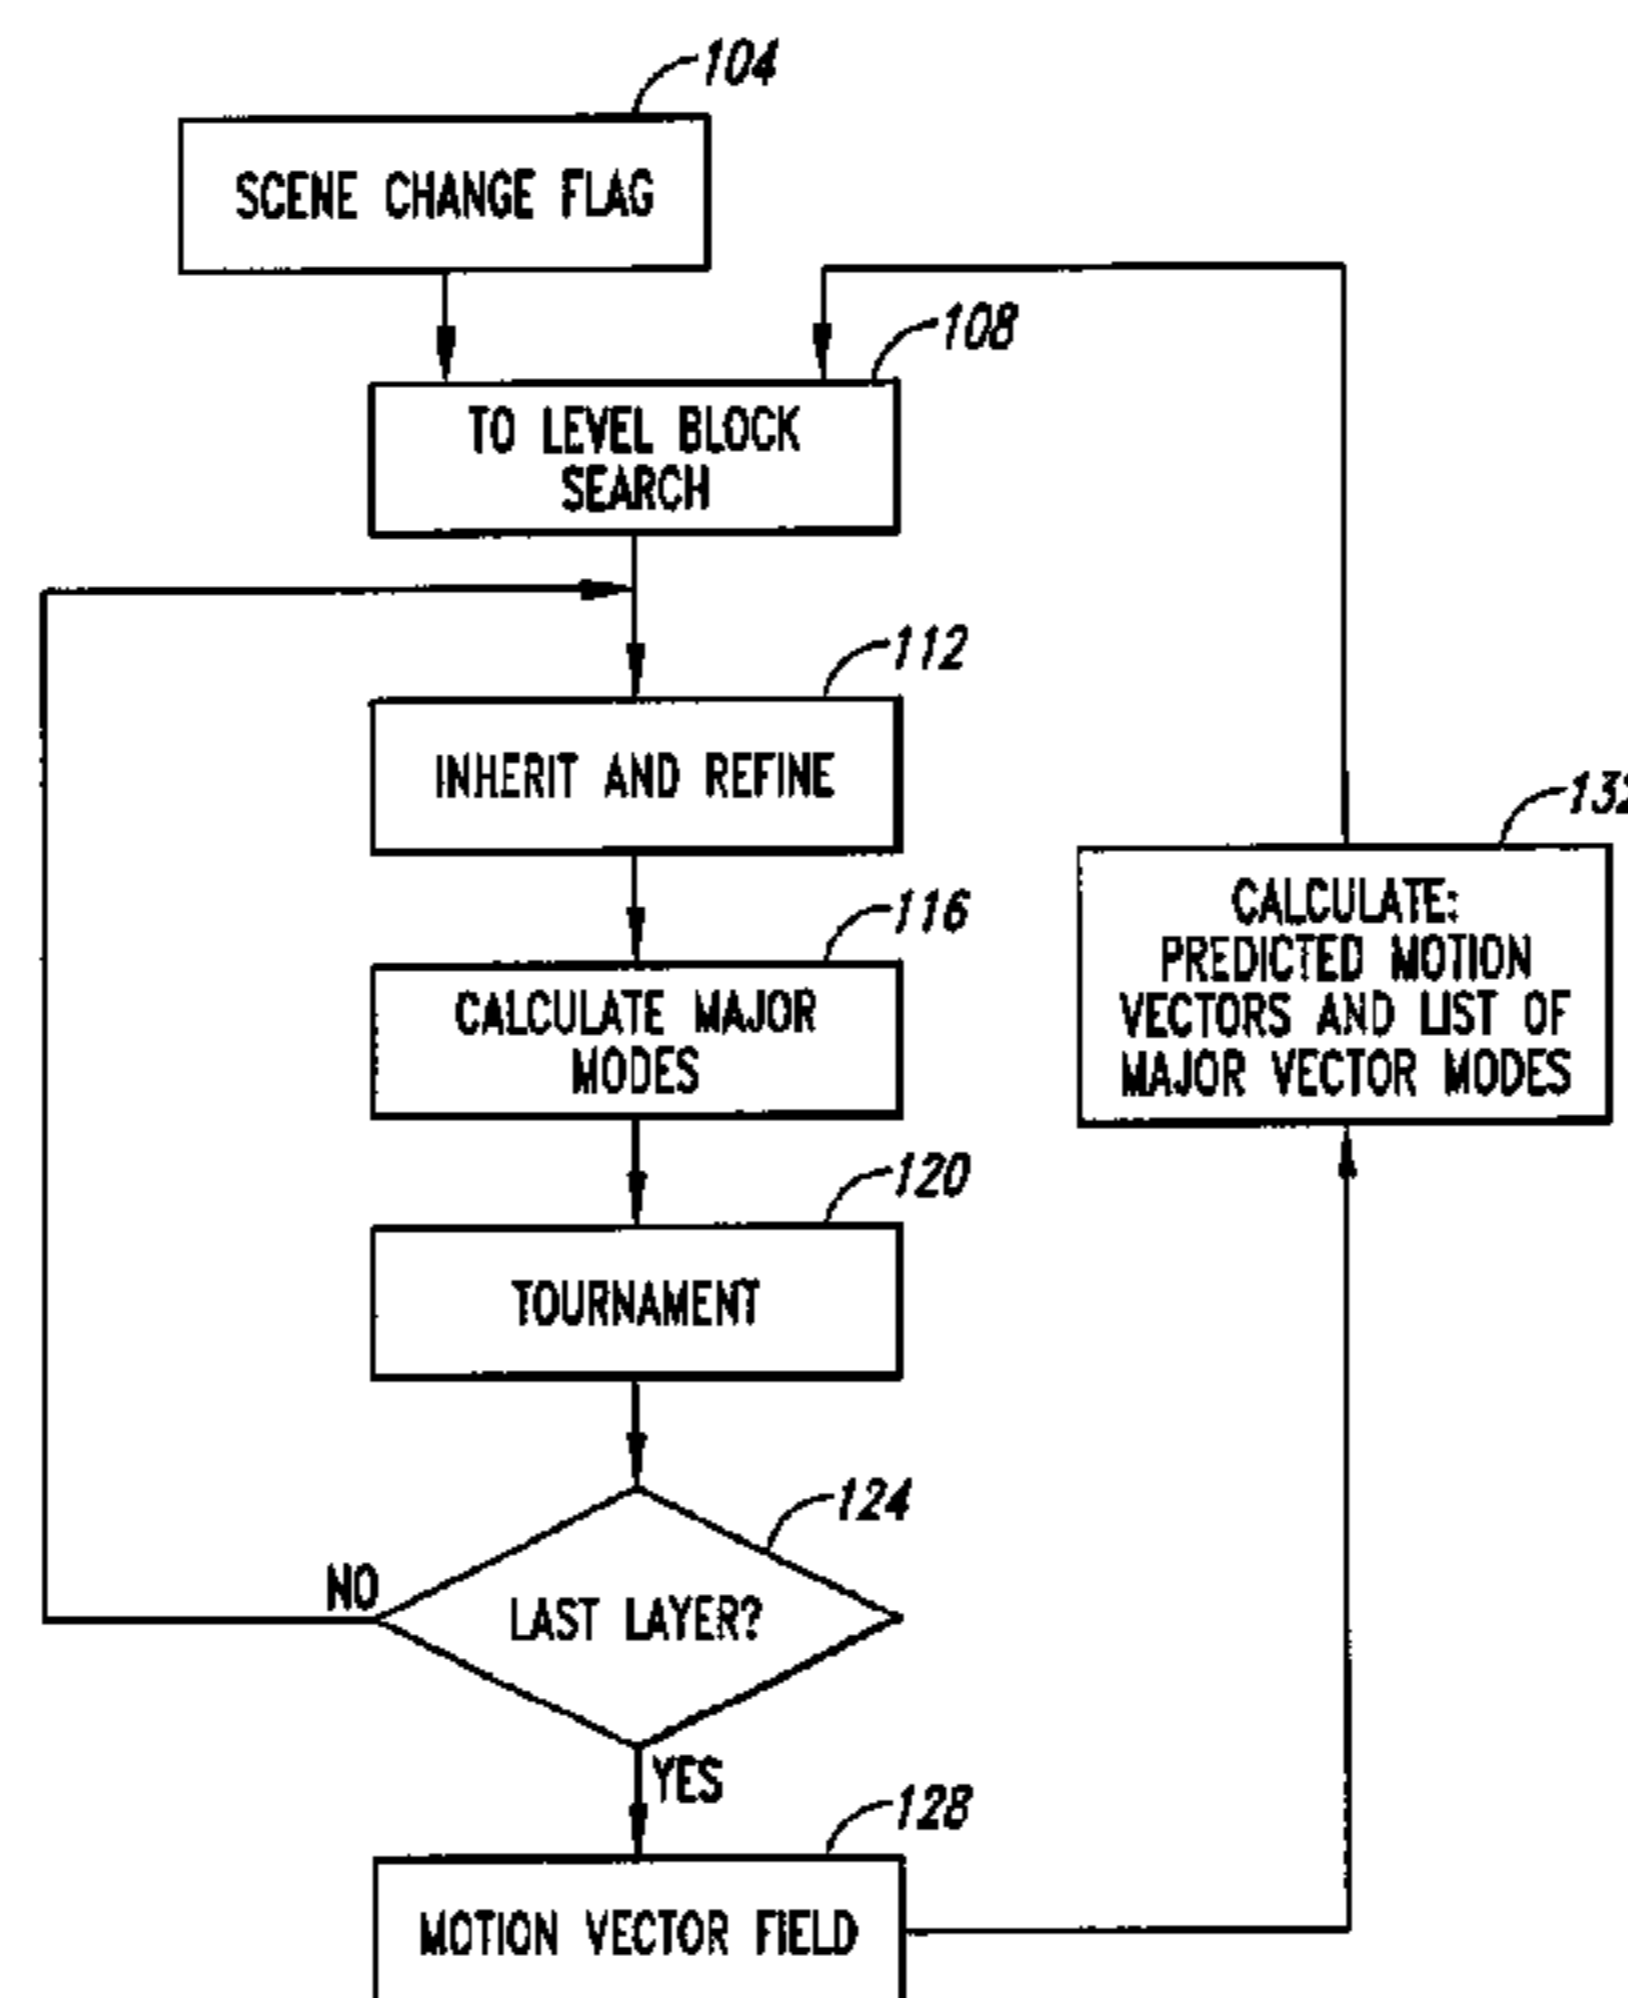 104
SCENE CHANGE FLAG
108
TO LEVEL BLOCK
SEARCH
112
INHERIT AND REFINE
132
CALCULATE:
PREDICTED MOTION
VECTORS AND LIST OF
MAJOR VECTOR MODES
116
CALCULATE MAJOR
MODES
120
TOURNAMENT
124
NO
LAST LAYER?
YES
128
MOTION VECTOR FIELD